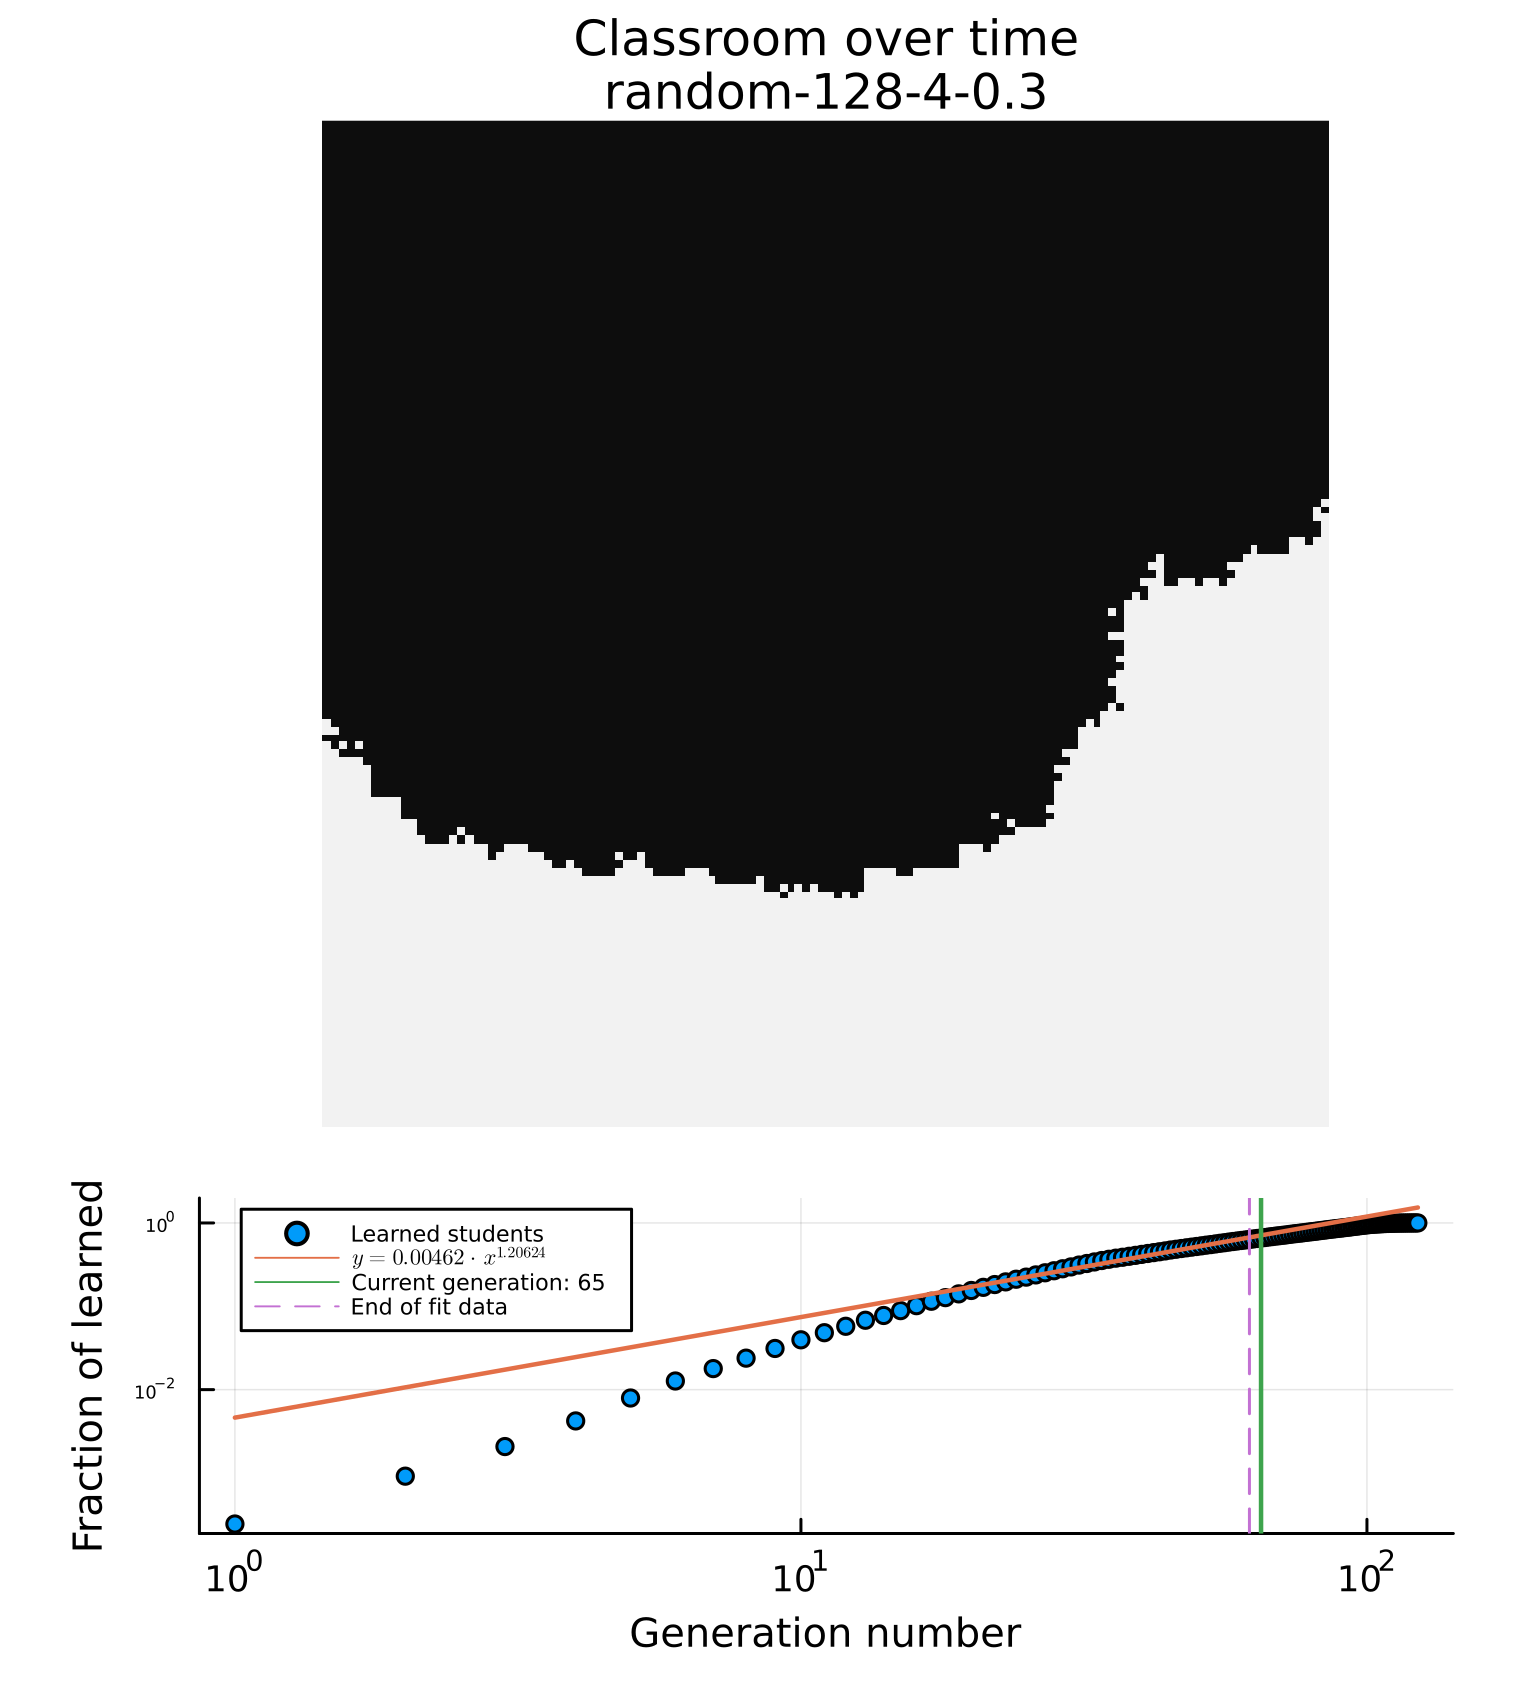 Classroom over time
random-128-4-0.3
Fraction of learned
10^0
10^-2
Learned students
y = 0.00462 · x^1.20624
Current generation: 65
End of fit data
10^0
10^1
10^2
Generation number